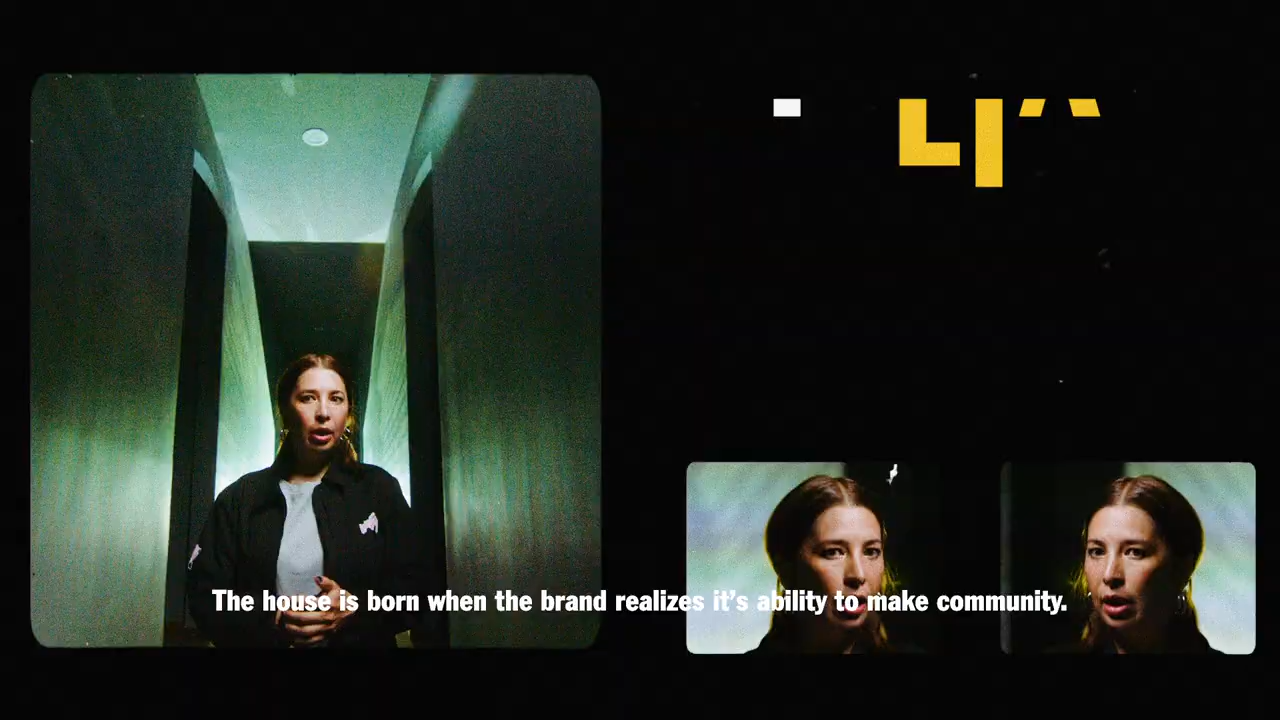 The house is born when the brand realizes it's ability to make community.